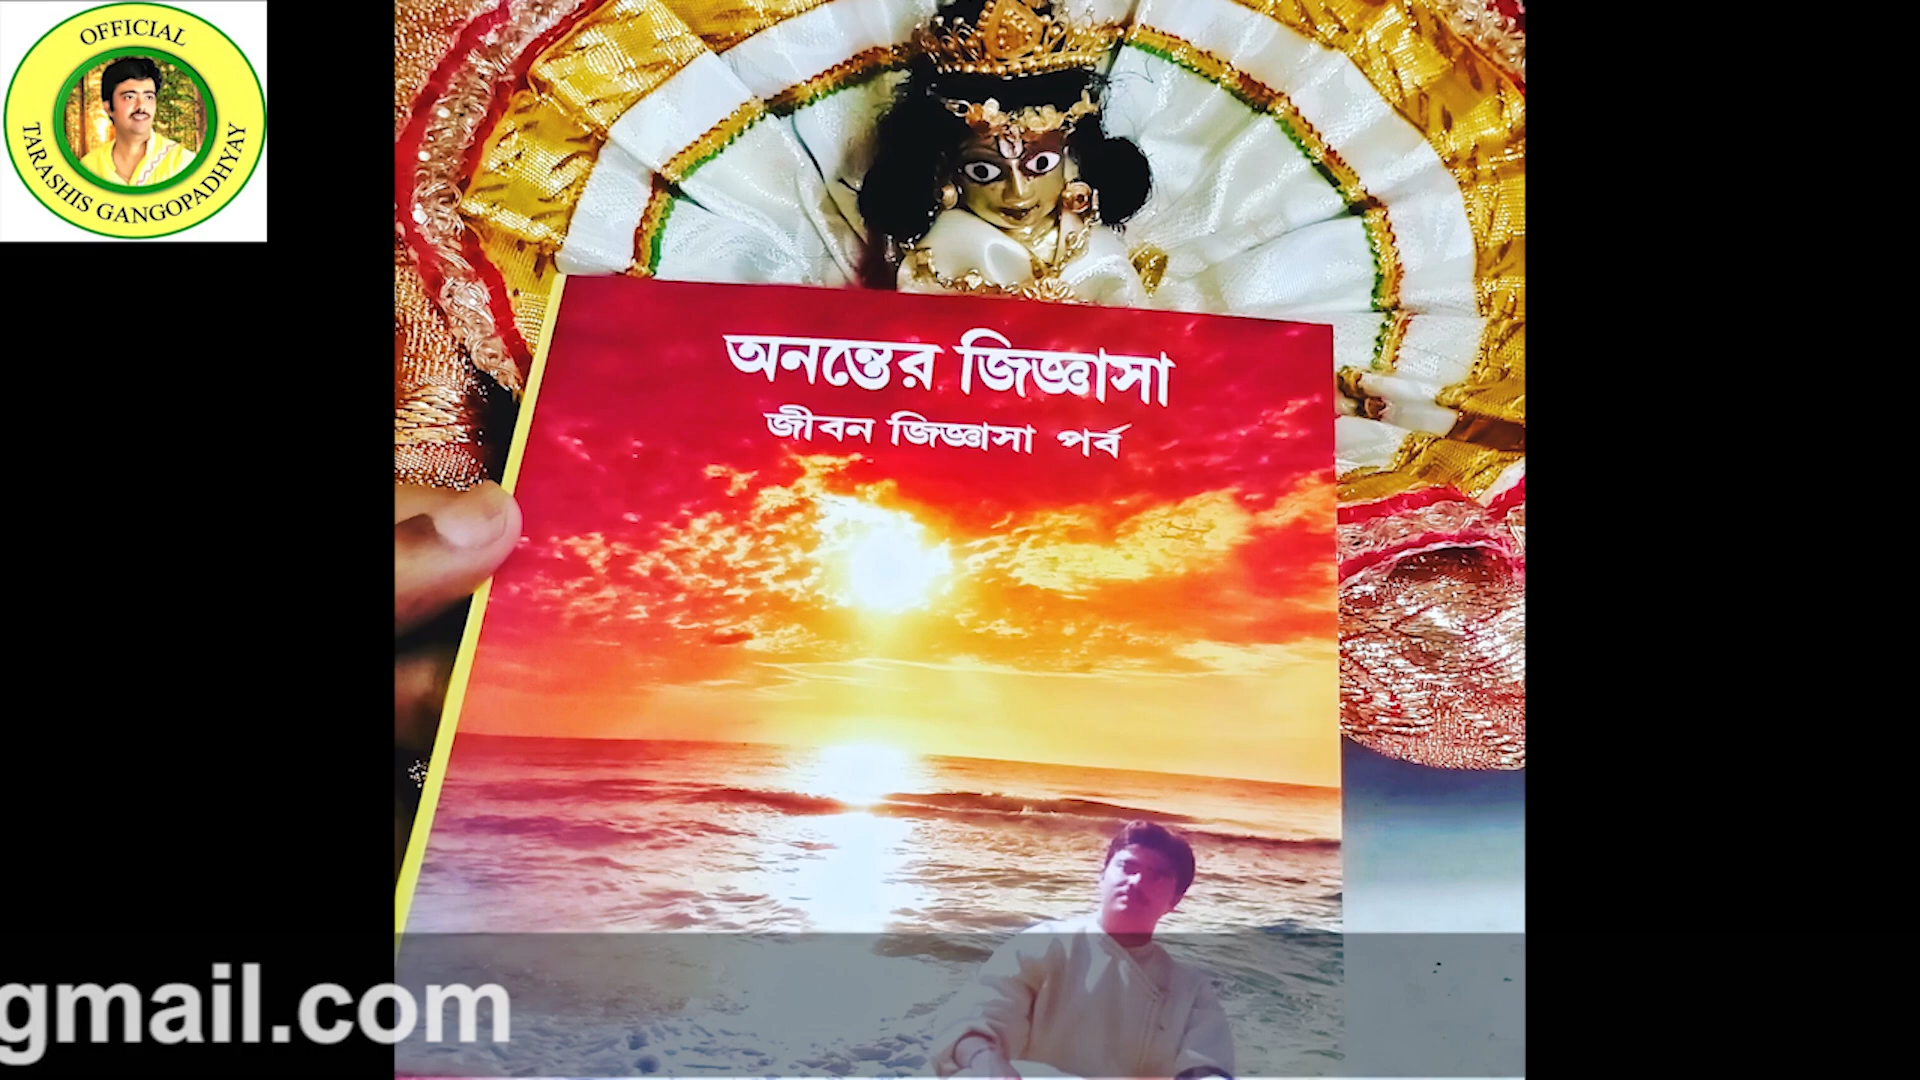 OFFICIAL
TARASHIS GANGOPADHYAY
অনন্তের জিজ্ঞাসা
জীবন জিজ্ঞাসা পর্ব
gmail.com